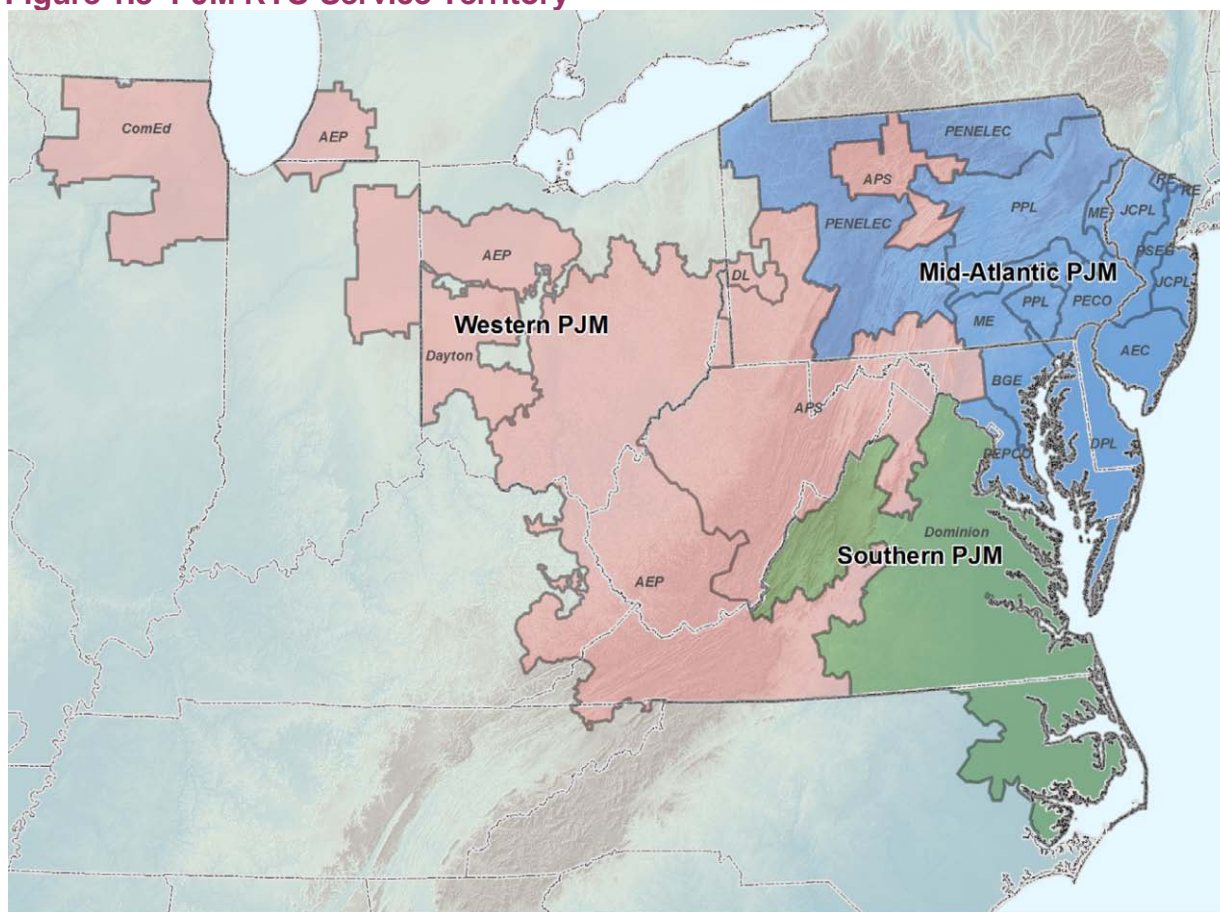 ComEd
AEP
PENELEC
APS
RE
PPL
ME
JCPL
PENELEC
PSEG
AEP
DL
Mid-Atlantic PJM
JCPL
PPL
PECO
ME
Western PJM
Dayton
AEC
BGE
APS
DPL
PEPCO
Dominion
Southern PJM
AEP